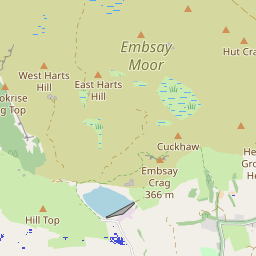 Embsay
Moor
Hut C
West Harts
Hill
East Harts
Hill
okrise
g Top
Cuckhaw
Embsay
Crag
366 m
He
Gro
He
Hill Top